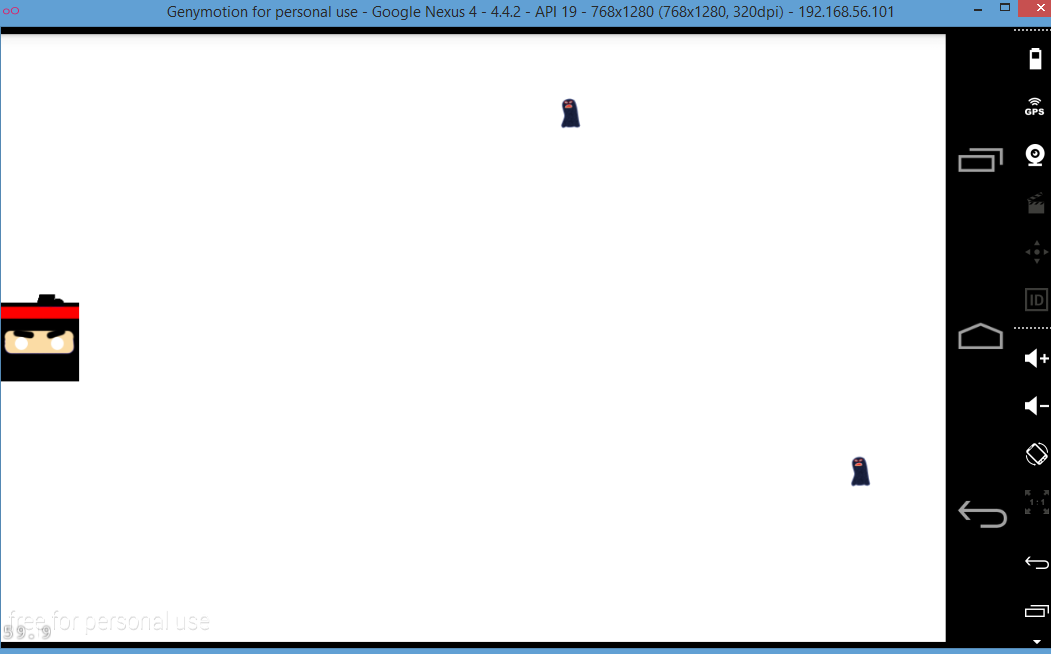 Genymotion for personal use - Google Nexus 4 - 4.4.2 - API 19 - 768x1280 (768x1280, 320dpi) - 192.168.56.101
GPS
ID
1:1
free for personal use
59.9